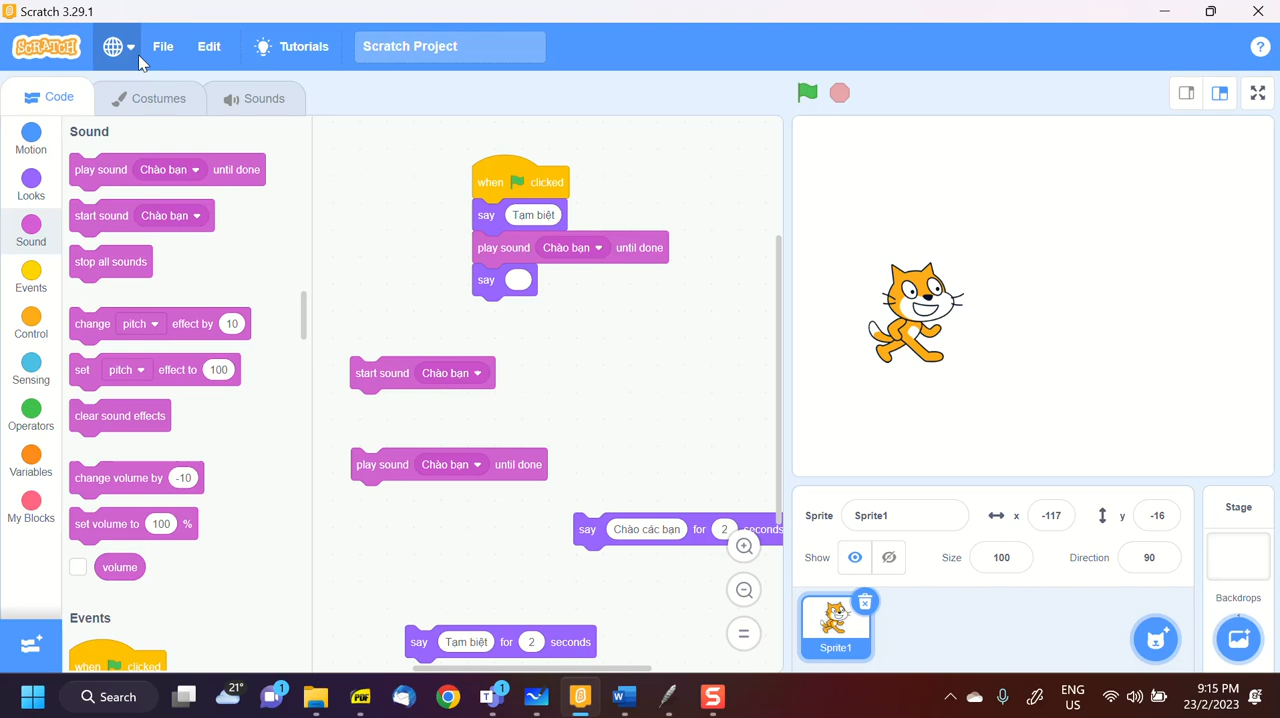 Scratch 3.29.1
SCRATCH
File
Edit
Tutorials
Scratch Project
?
Code
Costumes
Sounds
Motion
Looks
Sound
Events
Control
Sensing
Operators
Variables
My Blocks
Sound
play sound Chào bạn until done
start sound Chào bạn
stop all sounds
change pitch effect by 10
set pitch effect to 100
clear sound effects
change volume by -10
set volume to 100 %
volume
Events
when clicked
when clicked
say Tạm biệt
play sound Chào bạn until done
say
start sound Chào bạn
play sound Chào bạn until done
say Chào các bạn for 2 seconds
say Tạm biệt for 2 seconds
Sprite Sprite1
x -117
y -16
Show
Size 100
Direction 90
Sprite1
Stage
Backdrops
Search
21°
1
PDF
1
W
S
ENG
US
9:15 PM
23/2/2023